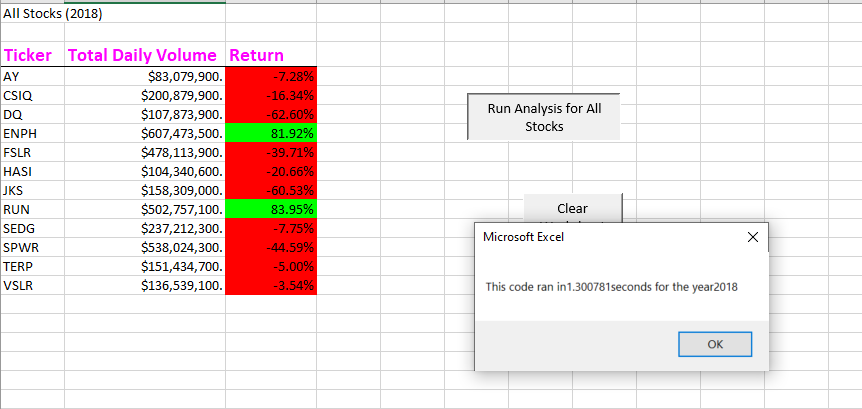 All Stocks (2018)
Ticker Total Daily Volume Return
AY $83,079,900. -7.28%
CSIQ $200,879,900. -16.34%
DQ $107,873,900. -62.60%
ENPH $607,473,500. 81.92%
FSLR $478,113,900. -39.71%
HASI $104,340,600. -20.66%
JKS $158,309,000. -60.53%
RUN $502,757,100. 83.95%
SEDG $237,212,300. -7.75%
SPWR $538,024,300. -44.59%
TERP $151,434,700. -5.00%
VSLR $136,539,100. -3.54%
Run Analysis for All
Stocks
Clear
Microsoft Excel
This code ran in1.300781seconds for the year2018
OK